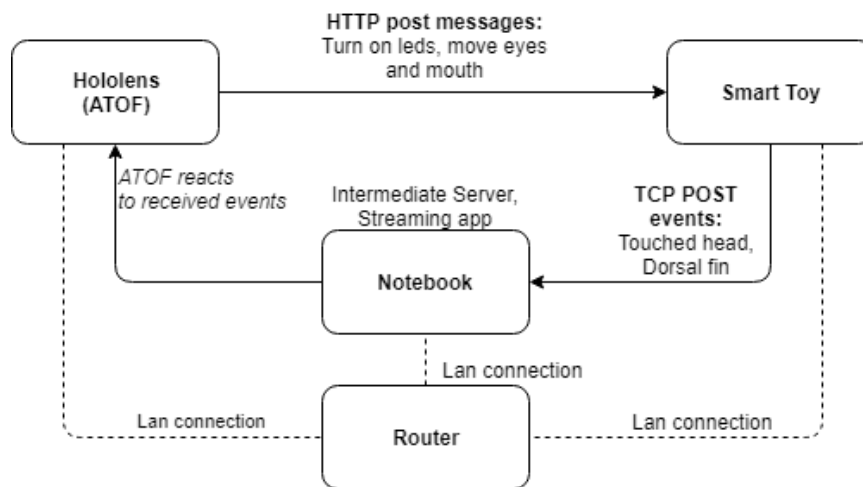 HTTP post messages:
Turn on leds, move eyes
and mouth
Hololens
(ATOF)
Smart Toy
ATOF reacts
to received events
Intermediate Server,
Streaming app
TCP POST
events:
Touched head,
Dorsal fin
Notebook
Lan connection
Lan connection
Lan connection
Router